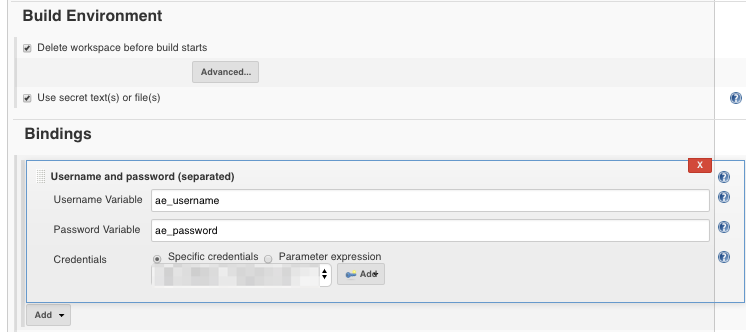 Build Environment
Delete workspace before build starts
Advanced...
Use secret text(s) or file(s)
Bindings
X
Username and password (separated)
Username Variable
ae_username
Password Variable
ae_password
Credentials
Specific credentials
Parameter expression
Add
Add